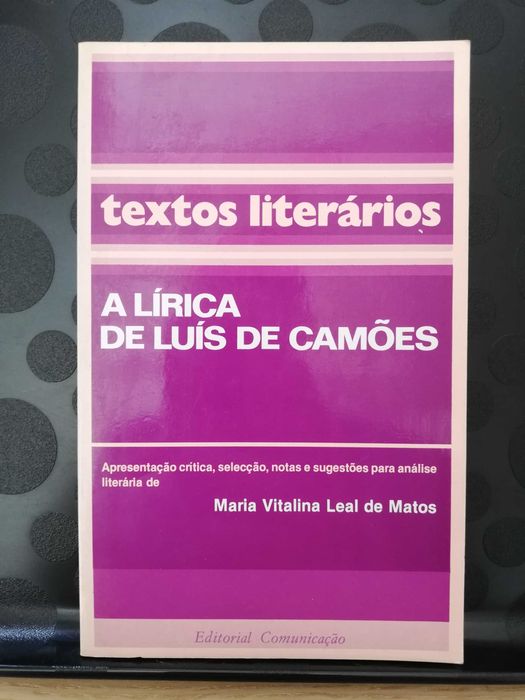 textos literários
A LÍRICA
DE LUÍS DE CAMÕES
Apresentação crítica, selecção, notas e sugestões para análise
literária de
Maria Vitalina Leal de Matos
Editorial Comunicação